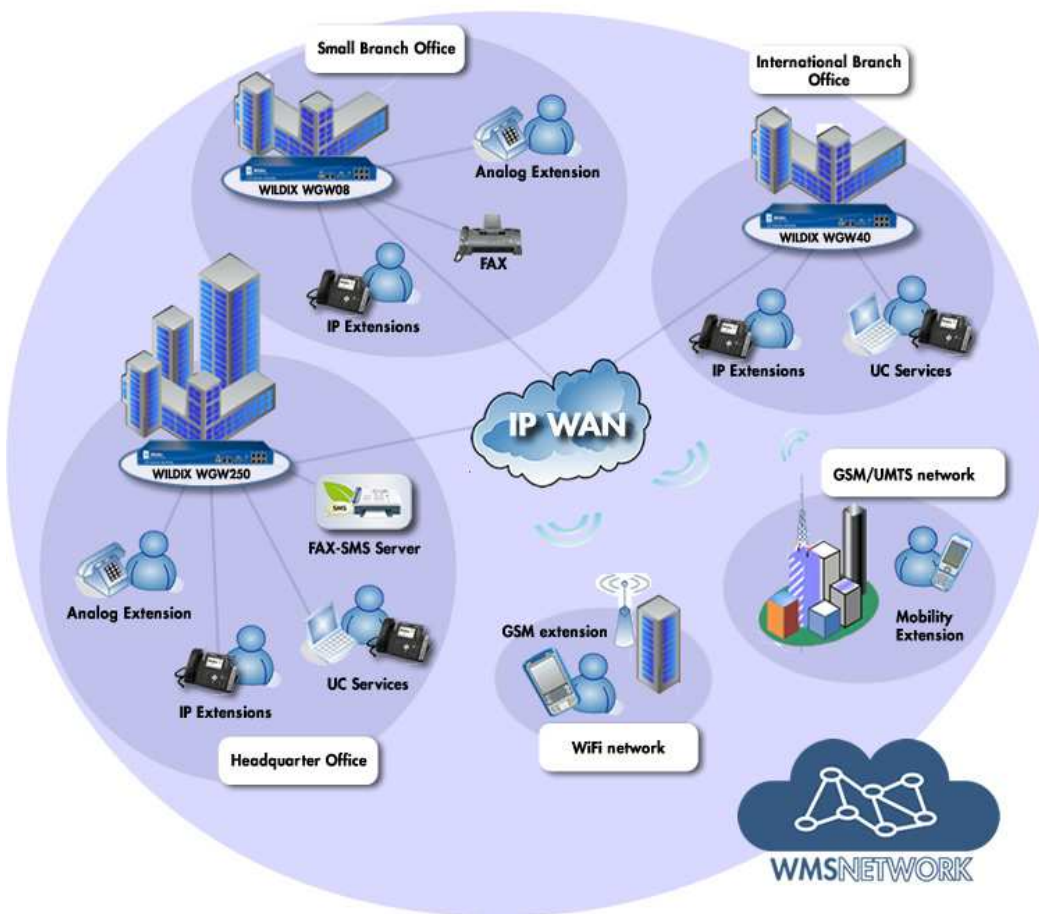 Small Branch Office
International Branch
Office
Analog Extension
WILDIX WGW08
FAX
IP Extensions
WILDIX WGW40
IP Extensions
UC Services
IP WAN
WILDIX WGW250
SMS
FAX-SMS Server
GSM/UMTS network
Analog Extension
GSM extension
Mobility
Extension
UC Services
IP Extensions
WiFi network
Headquarter Office
WMSNETWORK